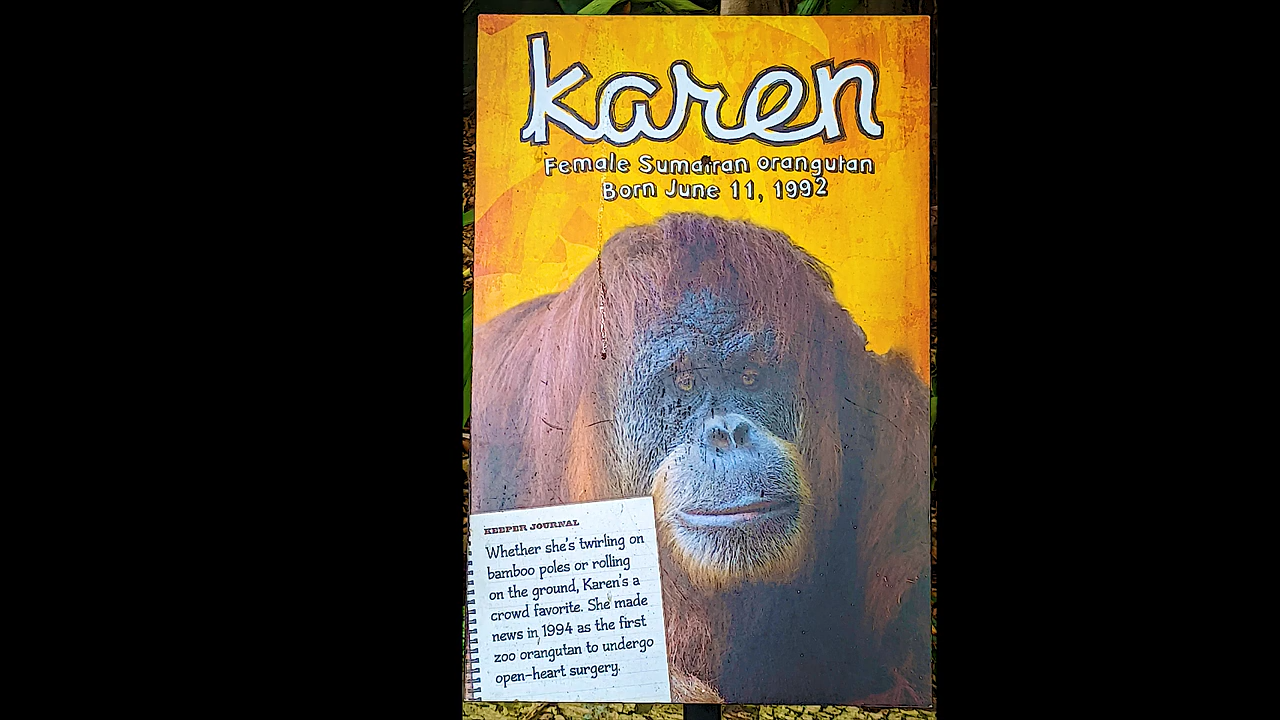 karen
Female Sumatran orangutan
Born June 11, 1992
KEEPER JOURNAL
Whether she's twirling on
bamboo poles or rolling
on the ground, Karen's a
crowd favorite. She made
news in 1994 as the first
zoo orangutan to undergo
open-heart surgery.